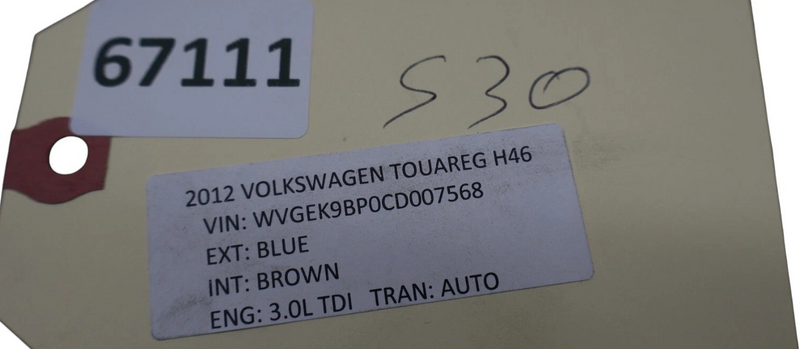 67111
S30
2012 VOLKSWAGEN TOUAREG H46
VIN: WVGEK9BP0CD007568
EXT: BLUE
INT: BROWN
ENG: 3.0L TDI TRAN: AUTO